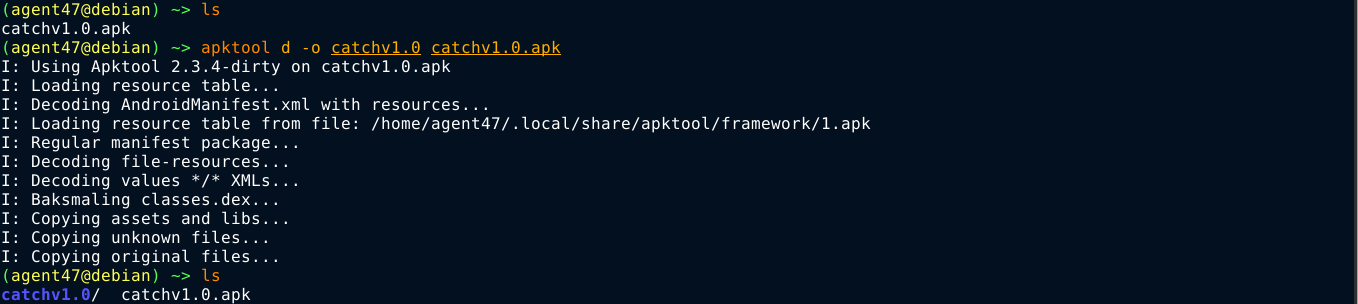 (agent47@debian) ~> ls
catchv1.0.apk
(agent47@debian) ~> apktool d -o catchv1.0 catchv1.0.apk
I: Using Apktool 2.3.4-dirty on catchv1.0.apk
I: Loading resource table...
I: Decoding AndroidManifest.xml with resources...
I: Loading resource table from file: /home/agent47/.local/share/apktool/framework/1.apk
I: Regular manifest package...
I: Decoding file-resources...
I: Decoding values */* XMLs...
I: Baksmaling classes.dex...
I: Copying assets and libs...
I: Copying unknown files...
I: Copying original files...
(agent47@debian) ~> ls
catchv1.0/  catchv1.0.apk